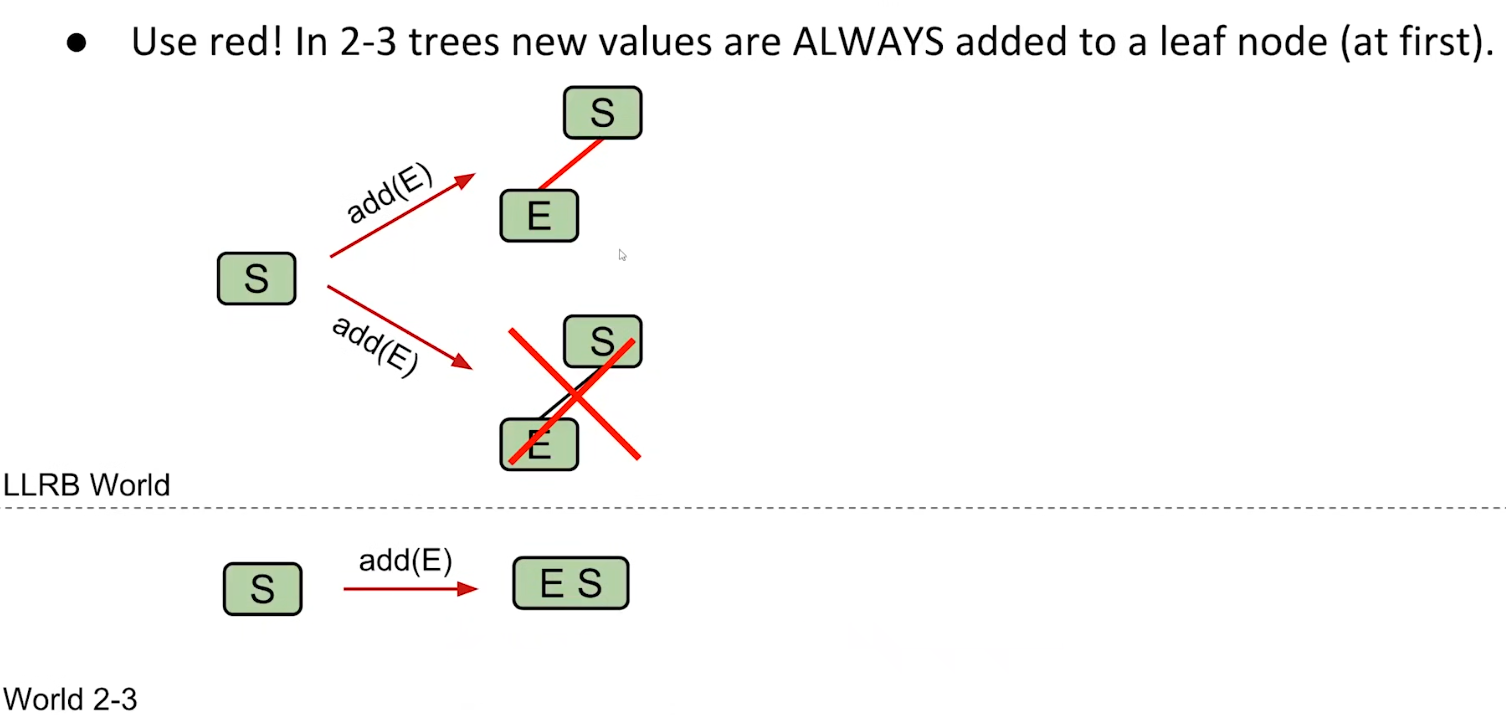 ● Use red! In 2-3 trees new values are ALWAYS added to a leaf node (at first).
S
add(E)
E
S
add(E)
S
E
LLRB World
S
add(E)
E S
World 2-3